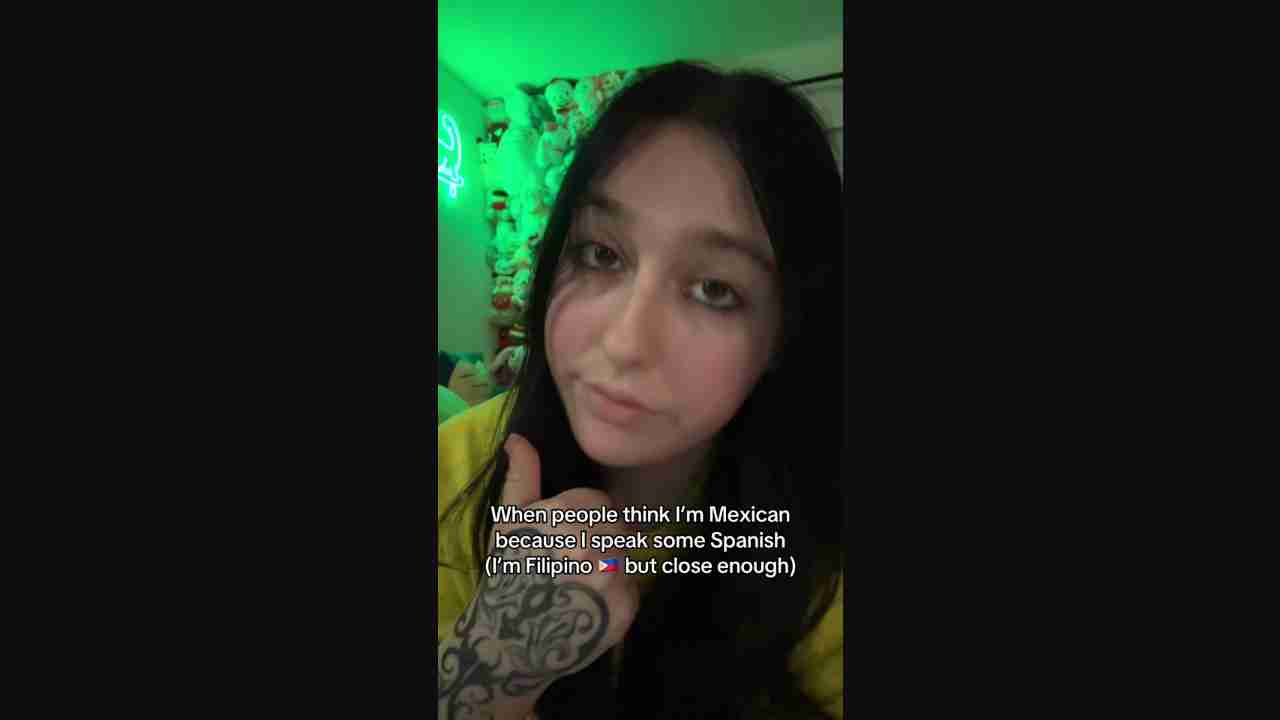 When people think I'm Mexican
because I speak some Spanish
(I'm Filipino 🇵🇭 but close enough)